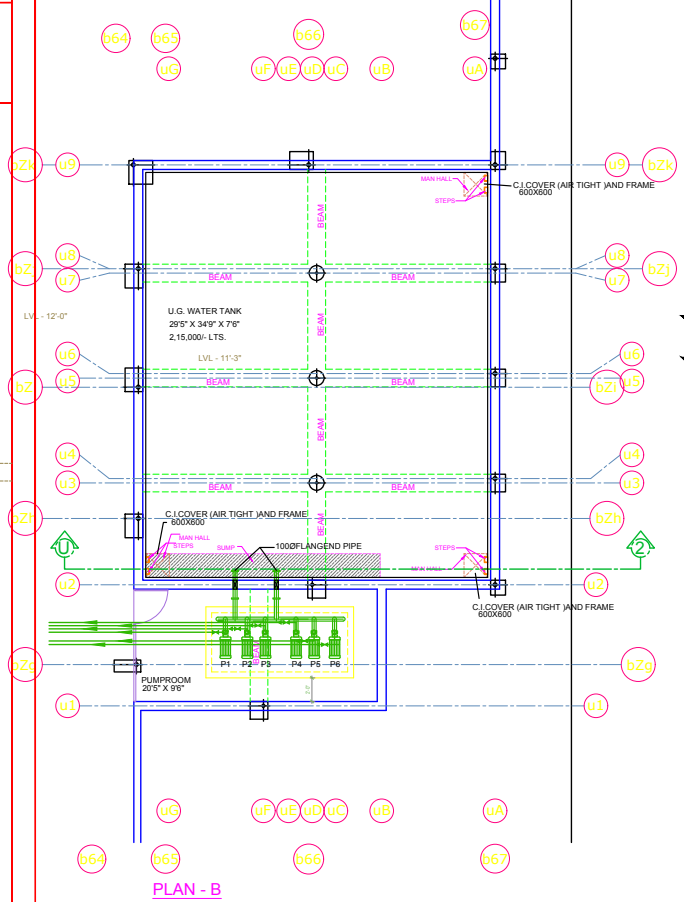 b64 b65 b66 b67
uG uF uE uD uC uB uA
bZk u9 u9 bZk
MAN HALL
C.I.COVER (AIR TIGHT )AND FRAME
600X600
STEPS
BEAM
u8 u8
bZj
u7 u7
BEAM BEAM
U.G. WATER TANK
29'5" X 34'9" X 7'6"
2,15,000/- LTS.
LVL - 12'-0"
BEAM
LVL - 11'-3"
u6 u6
u5 u5
bZi
BEAM BEAM
BEAM
u4 u4
u3 u3
BEAM BEAM
C.I.COVER (AIR TIGHT )AND FRAME
600X600
bZh bZh
BEAM
MAN HALL
STEPS
SUMP
100ØFLANGEND PIPE
STEPS
MAN HALL
U 2
u2 u2
C.I.COVER (AIR TIGHT )AND FRAME
600X600
BEAM
P1 P2 P3 P4 P5 P6
bZg bZg
PUMPROOM
20'5" X 9'6"
u1 u1
uG uF uE uD uC uB uA
b64 b65 b66 b67
PLAN - B